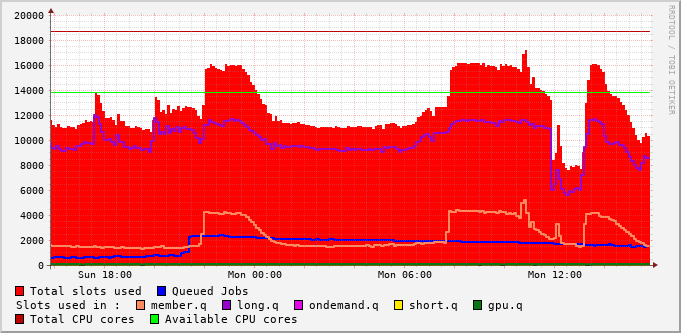 RRDTOOL / TOBI OETIKER
20000
18000
16000
14000
12000
10000
8000
6000
4000
2000
0
Sun 18:00 Mon 00:00 Mon 06:00 Mon 12:00
Total slots used Queued Jobs
Slots used in : member.q long.q ondemand.q short.q gpu.q
Total CPU cores Available CPU cores